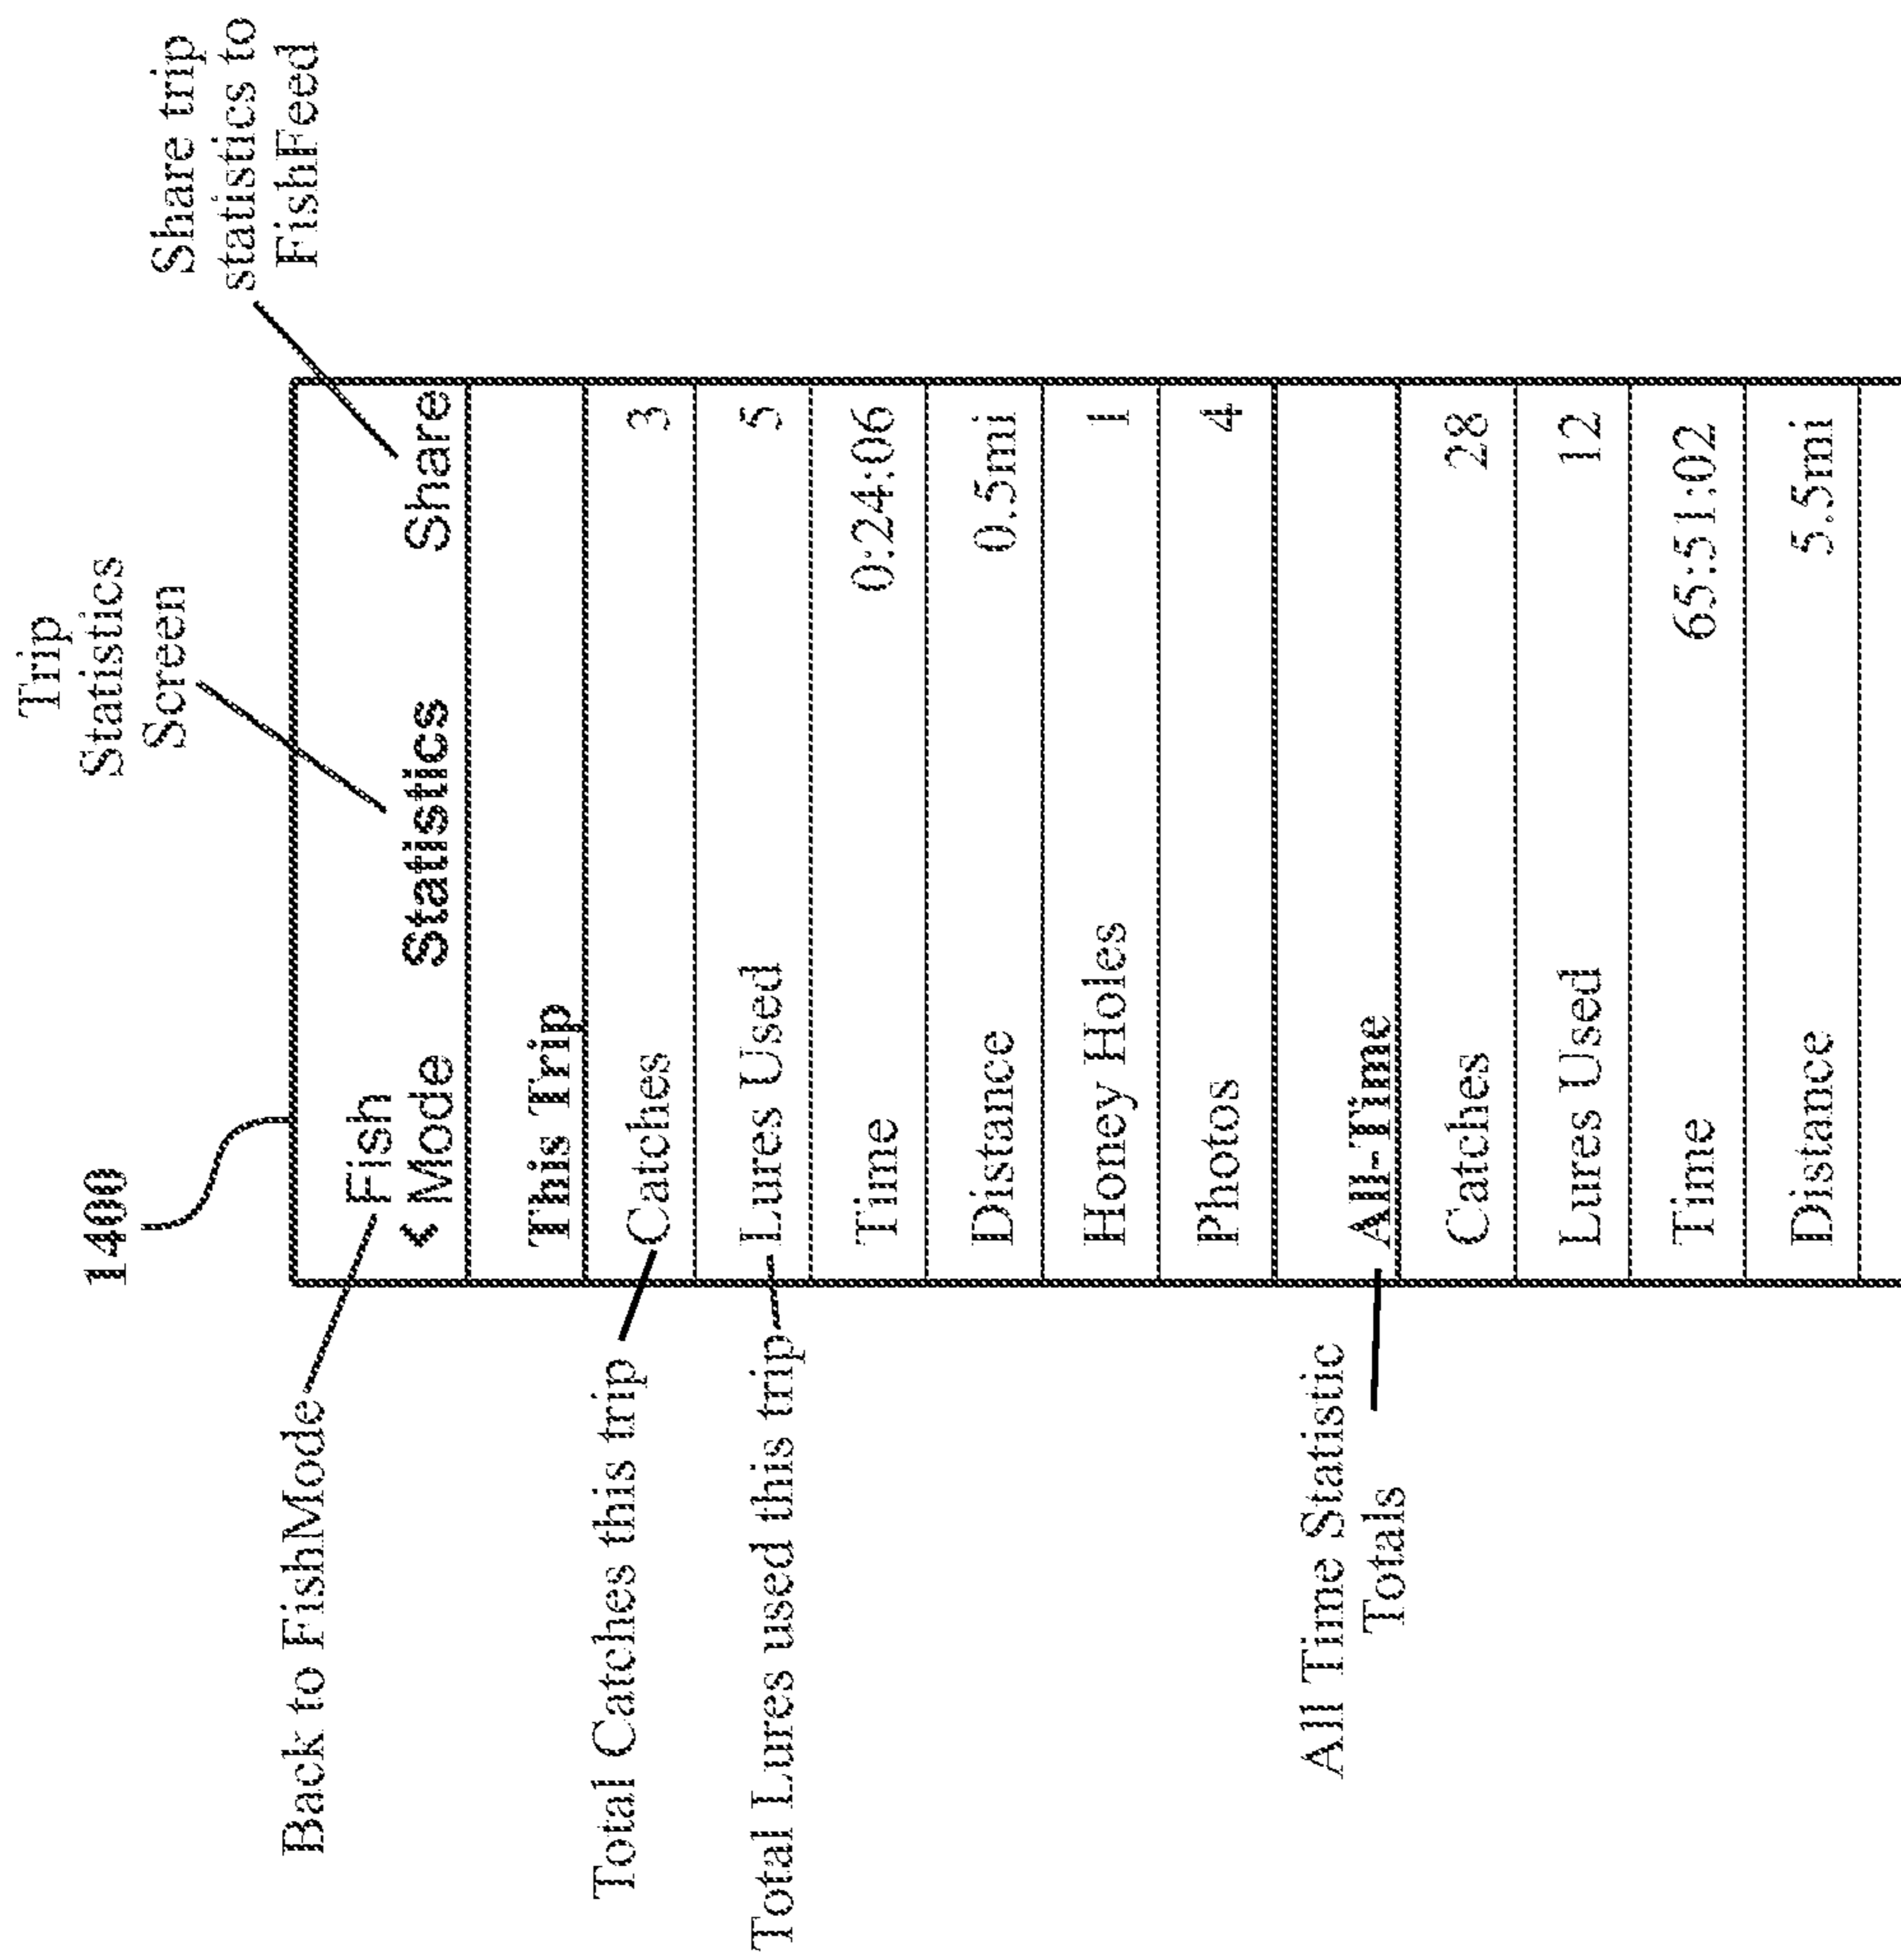 1400
Trip
Statistics
Screen
Share trip
statistics to
FishFeed
Back to FishMode
Fish
< Mode Statistics Share
This Trip
Total Catches this trip
Catches 3
Total Lures used this trip
Lures Used 5
Time 0:24:06
Distance 0.5mi
Honey Holes 1
Photos 4
All Time Statistic
Totals
All-Time
Catches 28
Lures Used 12
Time 65:51:02
Distance 5.5mi